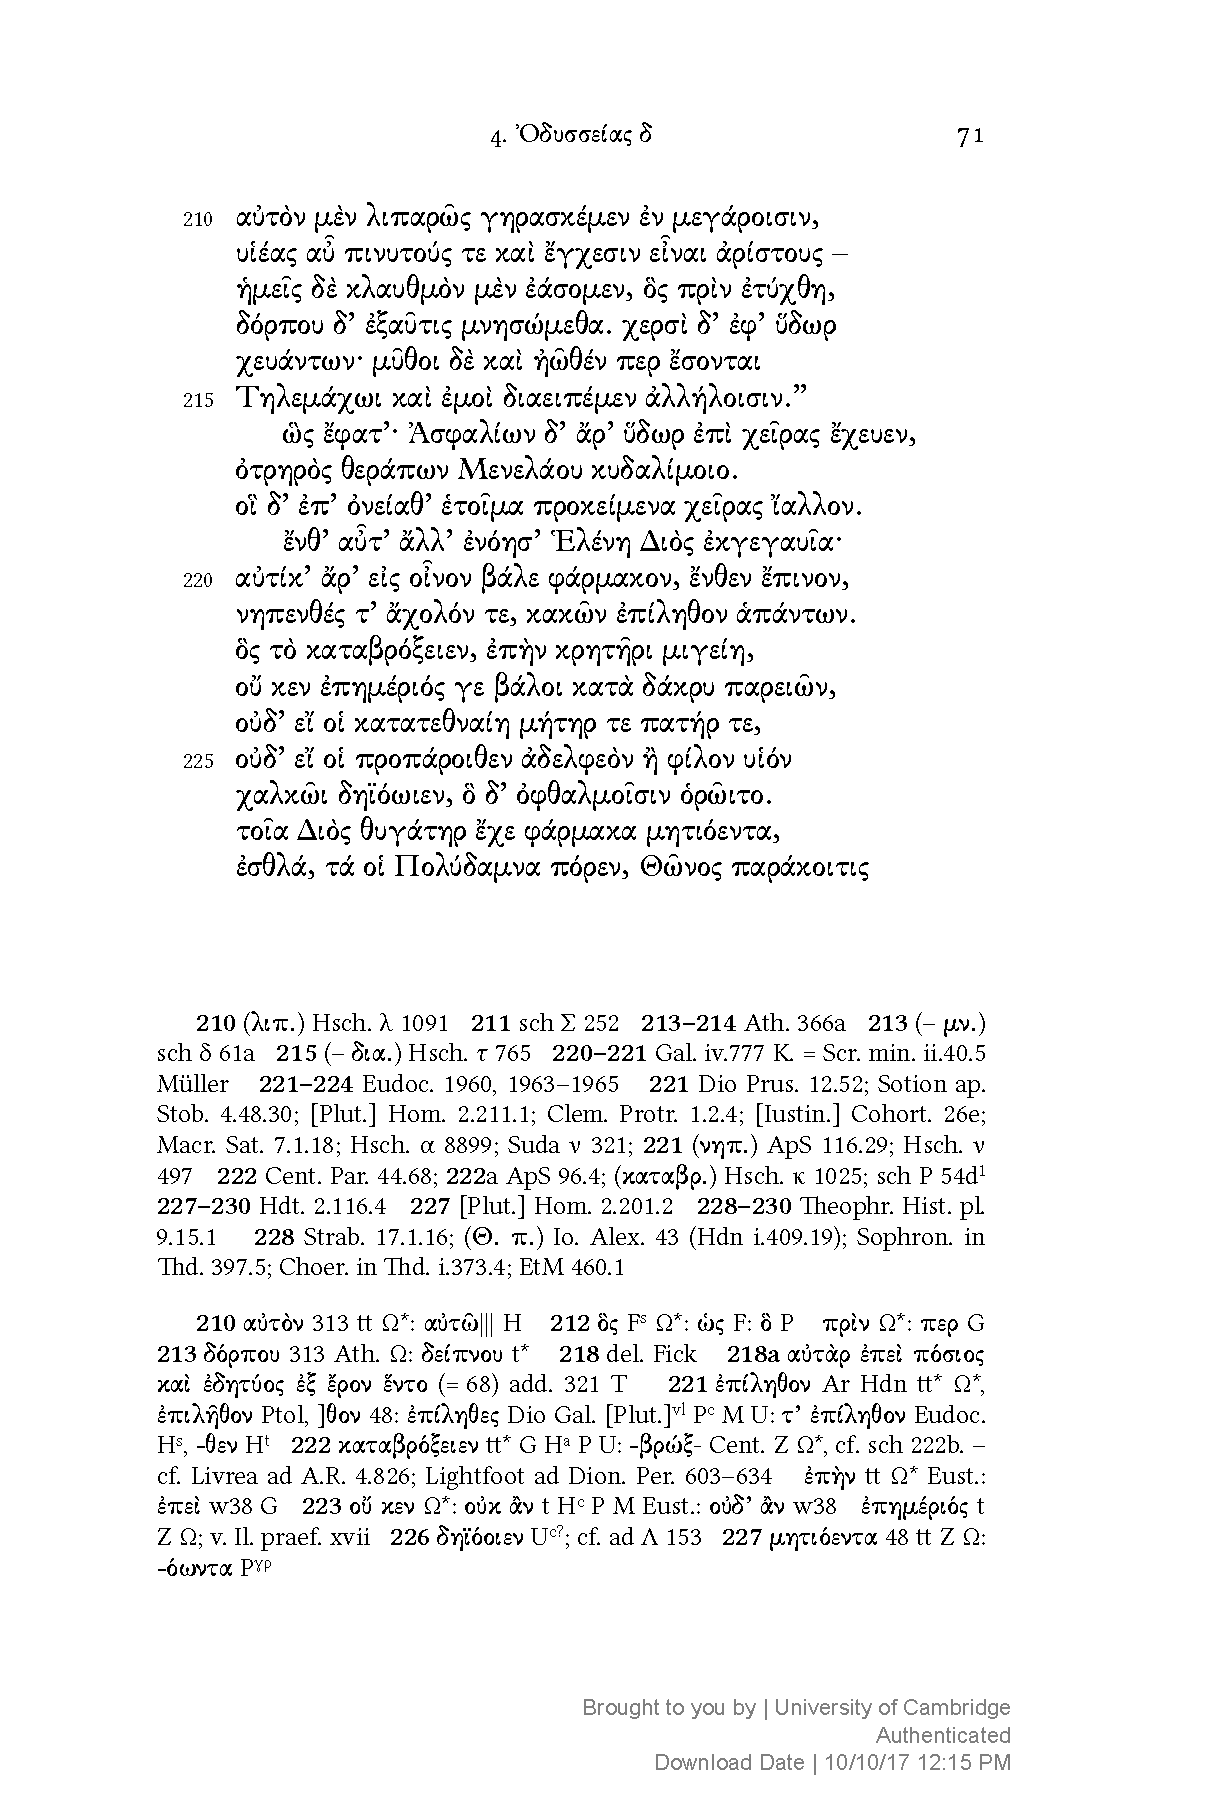 4. Ὀδυσσείας δ 71
210 αὐτὸν μὲν λιπαρῶς γηρασκέμεν ἐν μεγάροισιν,
υἱέας αὖ πινυτούς τε καὶ ἔγχεσιν εἶναι ἀρίστους –
ἡμεῖς δὲ κλαυθμὸν μὲν ἐάσομεν, ὃς πρὶν ἐτύχθη,
δόρπου δ’ ἐξαῦτις μνησώμεθα. χερσὶ δ’ ἐφ’ ὕδωρ
χευάντων· μῦθοι δὲ καὶ ἠῶθέν περ ἔσονται
215 Τηλεμάχωι καὶ ἐμοὶ διαειπέμεν ἀλλήλοισιν.”
ὣς ἔφατ’· Ἀσφαλίων δ’ ἄρ’ ὕδωρ ἐπὶ χεῖρας ἔχευεν,
ὀτρηρὸς θεράπων Μενελάου κυδαλίμοιο.
οἳ δ’ ἐπ’ ὀνείαθ’ ἑτοῖμα προκείμενα χεῖρας ἴαλλον.
ἔνθ’ αὖτ’ ἄλλ’ ἐνόησ’ Ἑλένη Διὸς ἐκγεγαυῖα·
220 αὐτίκ’ ἄρ’ εἰς οἶνον βάλε φάρμακον, ἔνθεν ἔπινον,
νηπενθές τ’ ἄχολόν τε, κακῶν ἐπίληθον ἁπάντων.
ὃς τὸ καταβρόξειεν, ἐπὴν κρητῆρι μιγείη,
οὔ κεν ἐπημέριός γε βάλοι κατὰ δάκρυ παρειῶν,
οὐδ’ εἴ οἱ κατατεθναίη μήτηρ τε πατήρ τε,
225 οὐδ’ εἴ οἱ προπάροιθεν ἀδελφεὸν ἢ φίλον υἱόν
χαλκῶι δηϊόωιεν, ὃ δ’ ὀφθαλμοῖσιν ὁρῶιτο.
τοῖα Διὸς θυγάτηρ ἔχε φάρμακα μητιόεντα,
ἐσθλά, τά οἱ Πολύδαμνα πόρεν, Θῶνος παράκοιτις
210 (λιπ.) Hsch. λ 1091 211 sch Σ 252 213–214 Ath. 366a 213 (– μν.)
sch δ 61a 215 (– δια.) Hsch. τ 765 220–221 Gal. iv.777 K. = Scr. min. ii.40.5
Müller 221–224 Eudoc. 1960, 1963–1965 221 Dio Prus. 12.52; Sotion ap.
Stob. 4.48.30; [Plut.] Hom. 2.211.1; Clem. Protr. 1.2.4; [Iustin.] Cohort. 26e;
Macr. Sat. 7.1.18; Hsch. α 8899; Suda ν 321; 221 (νηπ.) ApS 116.29; Hsch. ν
497 222 Cent. Par. 44.68; 222a ApS 96.4; (καταβρ.) Hsch. κ 1025; sch P 54d¹
227–230 Hdt. 2.116.4 227 [Plut.] Hom. 2.201.2 228–230 Theophr. Hist. pl.
9.15.1 228 Strab. 17.1.16; (Θ. π.) Io. Alex. 43 (Hdn i.409.19); Sophron. in
Thd. 397.5; Choer. in Thd. i.373.4; EtM 460.1
210 αὐτὸν 313 tt Ω*: αὐτῶ||| H 212 ὃς Fˢ Ω*: ὡς F: ὃ P πρὶν Ω*: περ G
213 δόρπου 313 Ath. Ω: δείπνου t* 218 del. Fick 218a αὐτὰρ ἐπεὶ πόσιος
καὶ ἐδητύος ἐξ ἔρον ἕντο (= 68) add. 321 T 221 ἐπίληθον Ar Hdn tt* Ω*,
ἐπιλῆθον Ptol, ]θον 48: ἐπίληθες Dio Gal. [Plut.]ᵛˡ Pᶜ M U: τ’ ἐπίληθον Eudoc.
Hˢ, -θεν Hᵗ 222 καταβρόξειεν tt* G Hᵃ P U: -βρώξ- Cent. Z Ω*, cf. sch 222b. –
cf. Livrea ad A.R. 4.826; Lightfoot ad Dion. Per. 603–634 ἐπὴν tt Ω* Eust.:
ἐπεὶ w38 G 223 οὔ κεν Ω*: οὐκ ἂν t Hᶜ P M Eust.: οὐδ’ ἂν w38 ἐπημέριός t
Z Ω; v. Il. praef. xvii 226 δηϊόοιεν Uᶜ?; cf. ad Λ 153 227 μητιόεντα 48 tt Z Ω:
-όωντα Pᵞᵖ
Brought to you by | University of Cambridge
Authenticated
Download Date | 10/10/17 12:15 PM